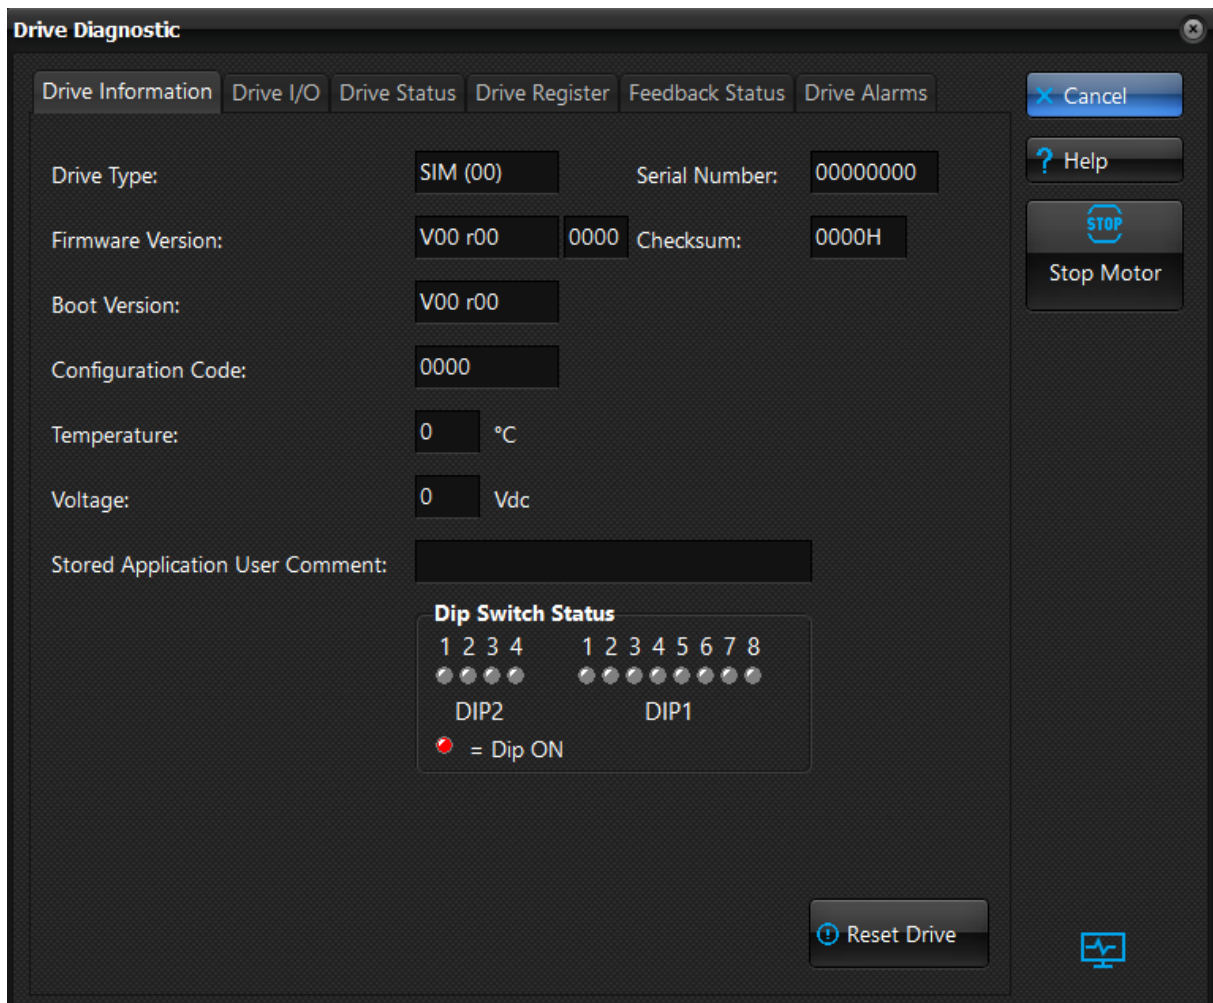 Drive Diagnostic
Drive Information Drive I/O Drive Status Drive Register Feedback Status Drive Alarms
Cancel
Help
STOP
Stop Motor
Drive Type: SIM (00) Serial Number: 00000000
Firmware Version: V00 r00 0000 Checksum: 0000H
Boot Version: V00 r00
Configuration Code: 0000
Temperature: 0 °C
Voltage: 0 Vdc
Stored Application User Comment:
Dip Switch Status
1 2 3 4 1 2 3 4 5 6 7 8
DIP2 DIP1
= Dip ON
Reset Drive